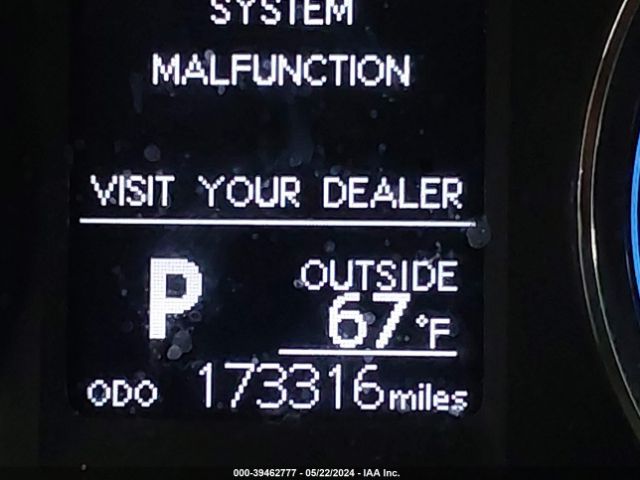 SYSTEM
MALFUNCTION
VISIT YOUR DEALER
P
OUTSIDE
67°F
ODO 173316 miles
000-39462777 - 05/22/2024 - IAA Inc.